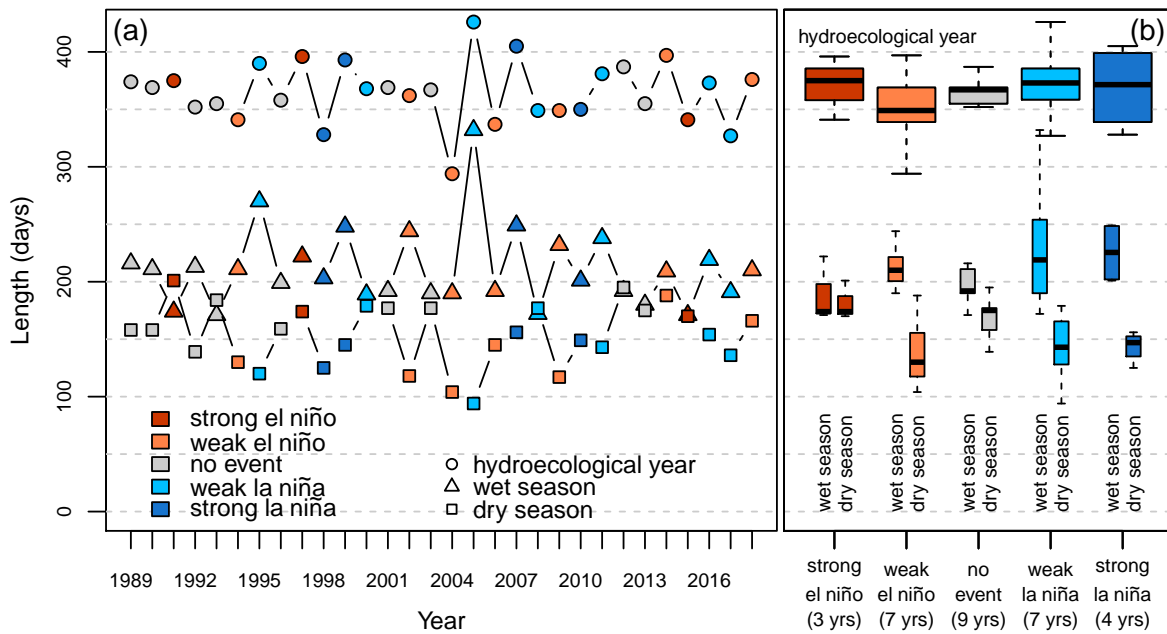 (a)
Length (days)
400
300
200
100
0
strong el niño
weak el niño
no event
weak la niña
strong la niña
hydroecological year
wet season
dry season
1989 1992 1995 1998 2001 2004 2007 2010 2013 2016
Year
(b)
hydroecological year
wet season
dry season
wet season
dry season
wet season
dry season
wet season
dry season
wet season
dry season
strong
el niño
(3 yrs)
weak
el niño
(7 yrs)
no
event
(9 yrs)
weak
la niña
(7 yrs)
strong
la niña
(4 yrs)